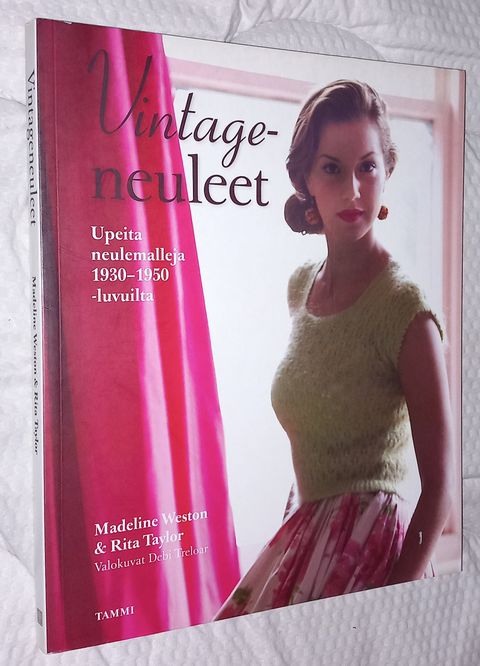 Vintage-
neuleet
Upeita
neulemalleja
1930–1950
-luvuilta
Madeline Weston
& Rita Taylor
Valokuvat Debi Treloar
TAMMI
Vintageneuleet
Madeline Weston & Rita Taylor